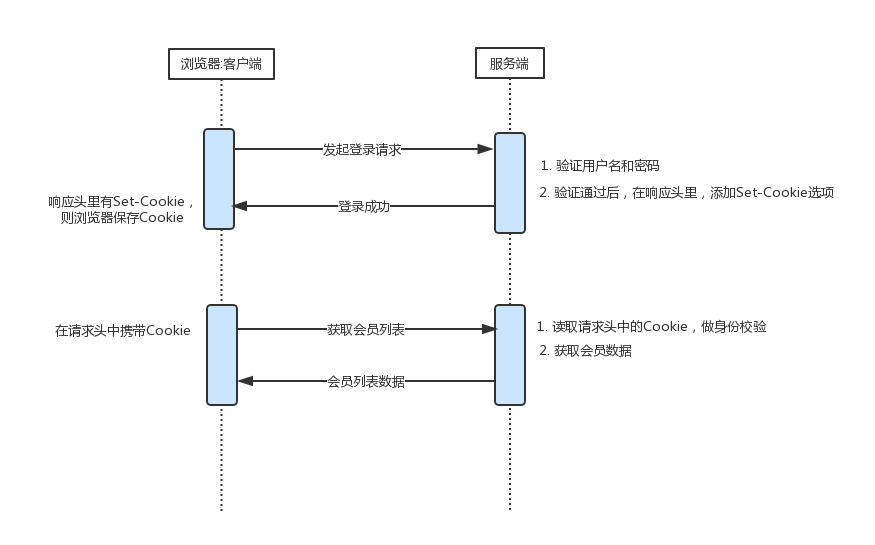 浏览器:客户端
服务端
发起登录请求
1. 验证用户名和密码
2. 验证通过后，在响应头里，添加Set-Cookie选项
登录成功
响应头里有Set-Cookie，
则浏览器保存Cookie
在请求头中携带Cookie
获取会员列表
1. 读取请求头中的Cookie，做身份校验
2. 获取会员数据
会员列表数据